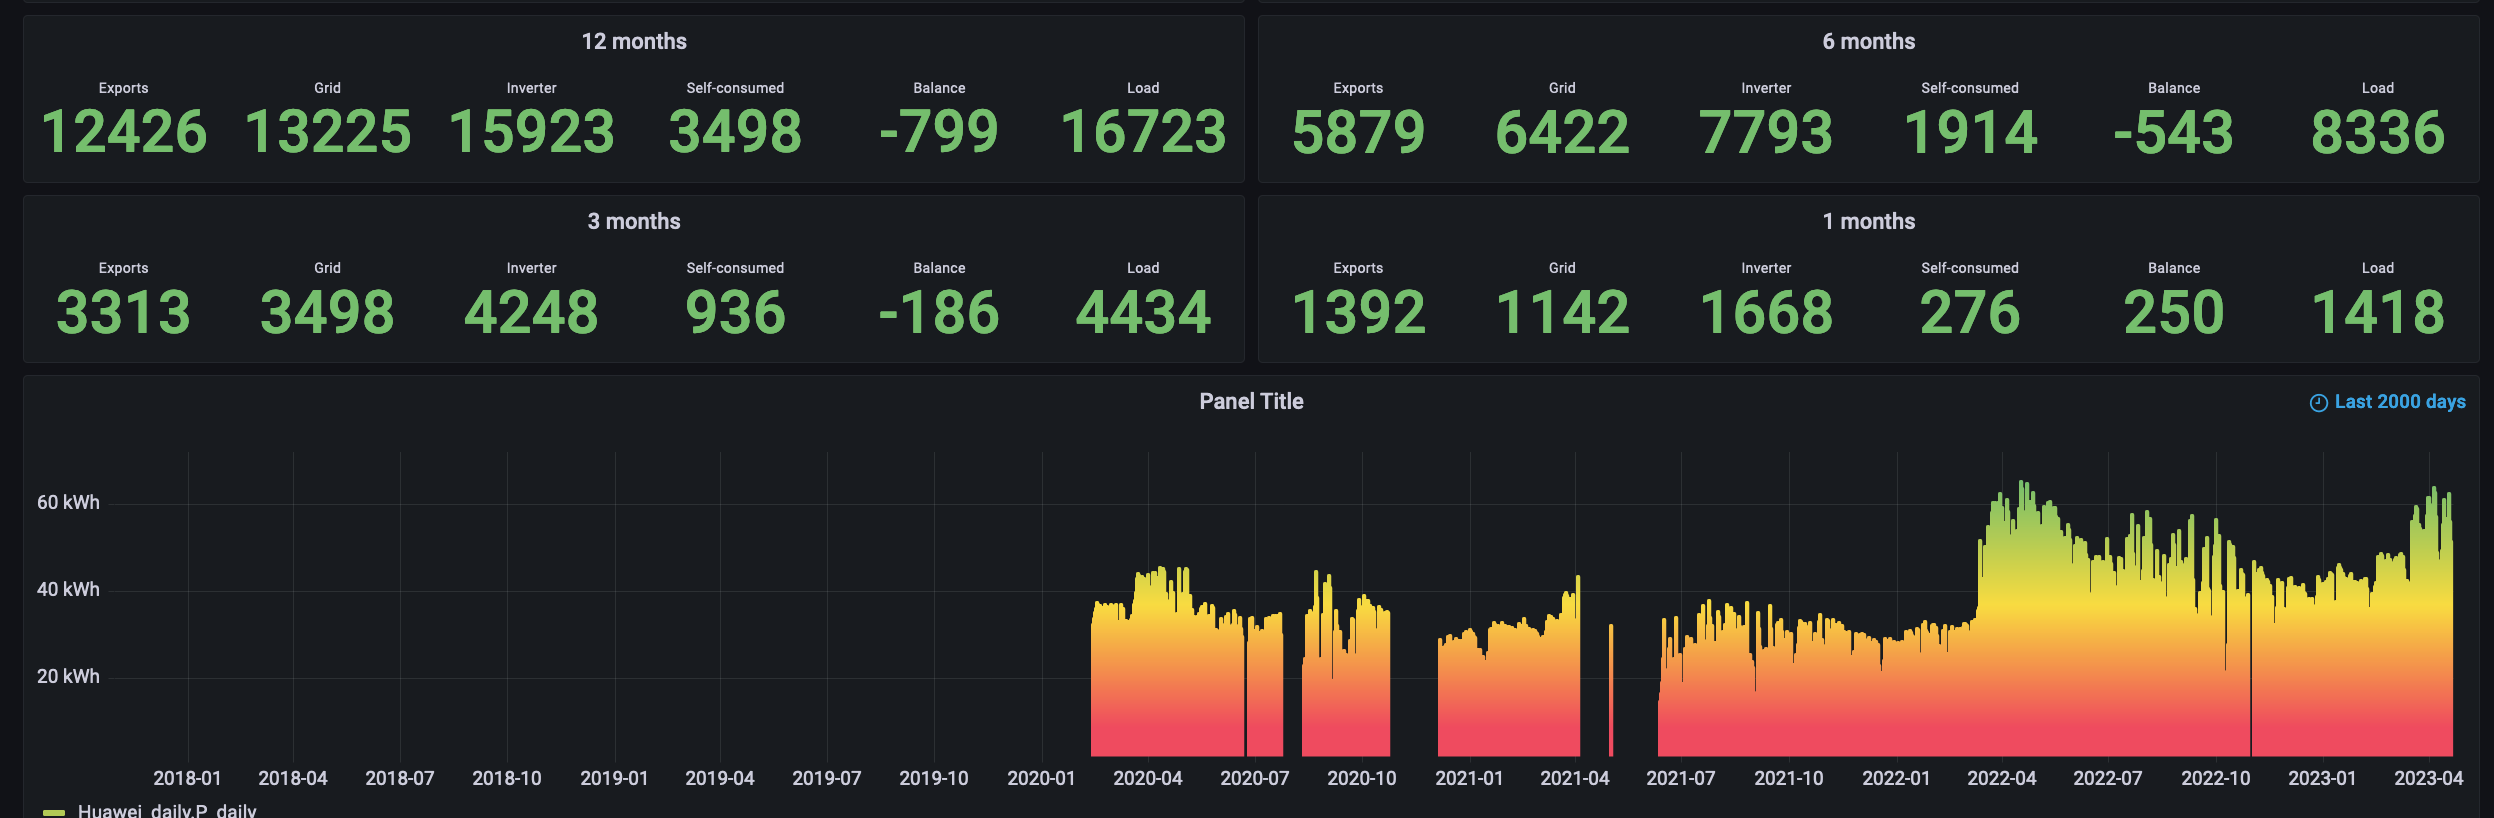 12 months
Exports Grid Inverter Self-consumed Balance Load
12426 13225 15923 3498 -799 16723
6 months
Exports Grid Inverter Self-consumed Balance Load
5879 6422 7793 1914 -543 8336
3 months
Exports Grid Inverter Self-consumed Balance Load
3313 3498 4248 936 -186 4434
1 months
Exports Grid Inverter Self-consumed Balance Load
1392 1142 1668 276 250 1418
Panel Title
Last 2000 days
60 kWh
40 kWh
20 kWh
2018-01 2018-04 2018-07 2018-10 2019-01 2019-04 2019-07 2019-10 2020-01 2020-04 2020-07 2020-10 2021-01 2021-04 2021-07 2021-10 2022-01 2022-04 2022-07 2022-10 2023-01 2023-04
Huawei_daily.P_daily